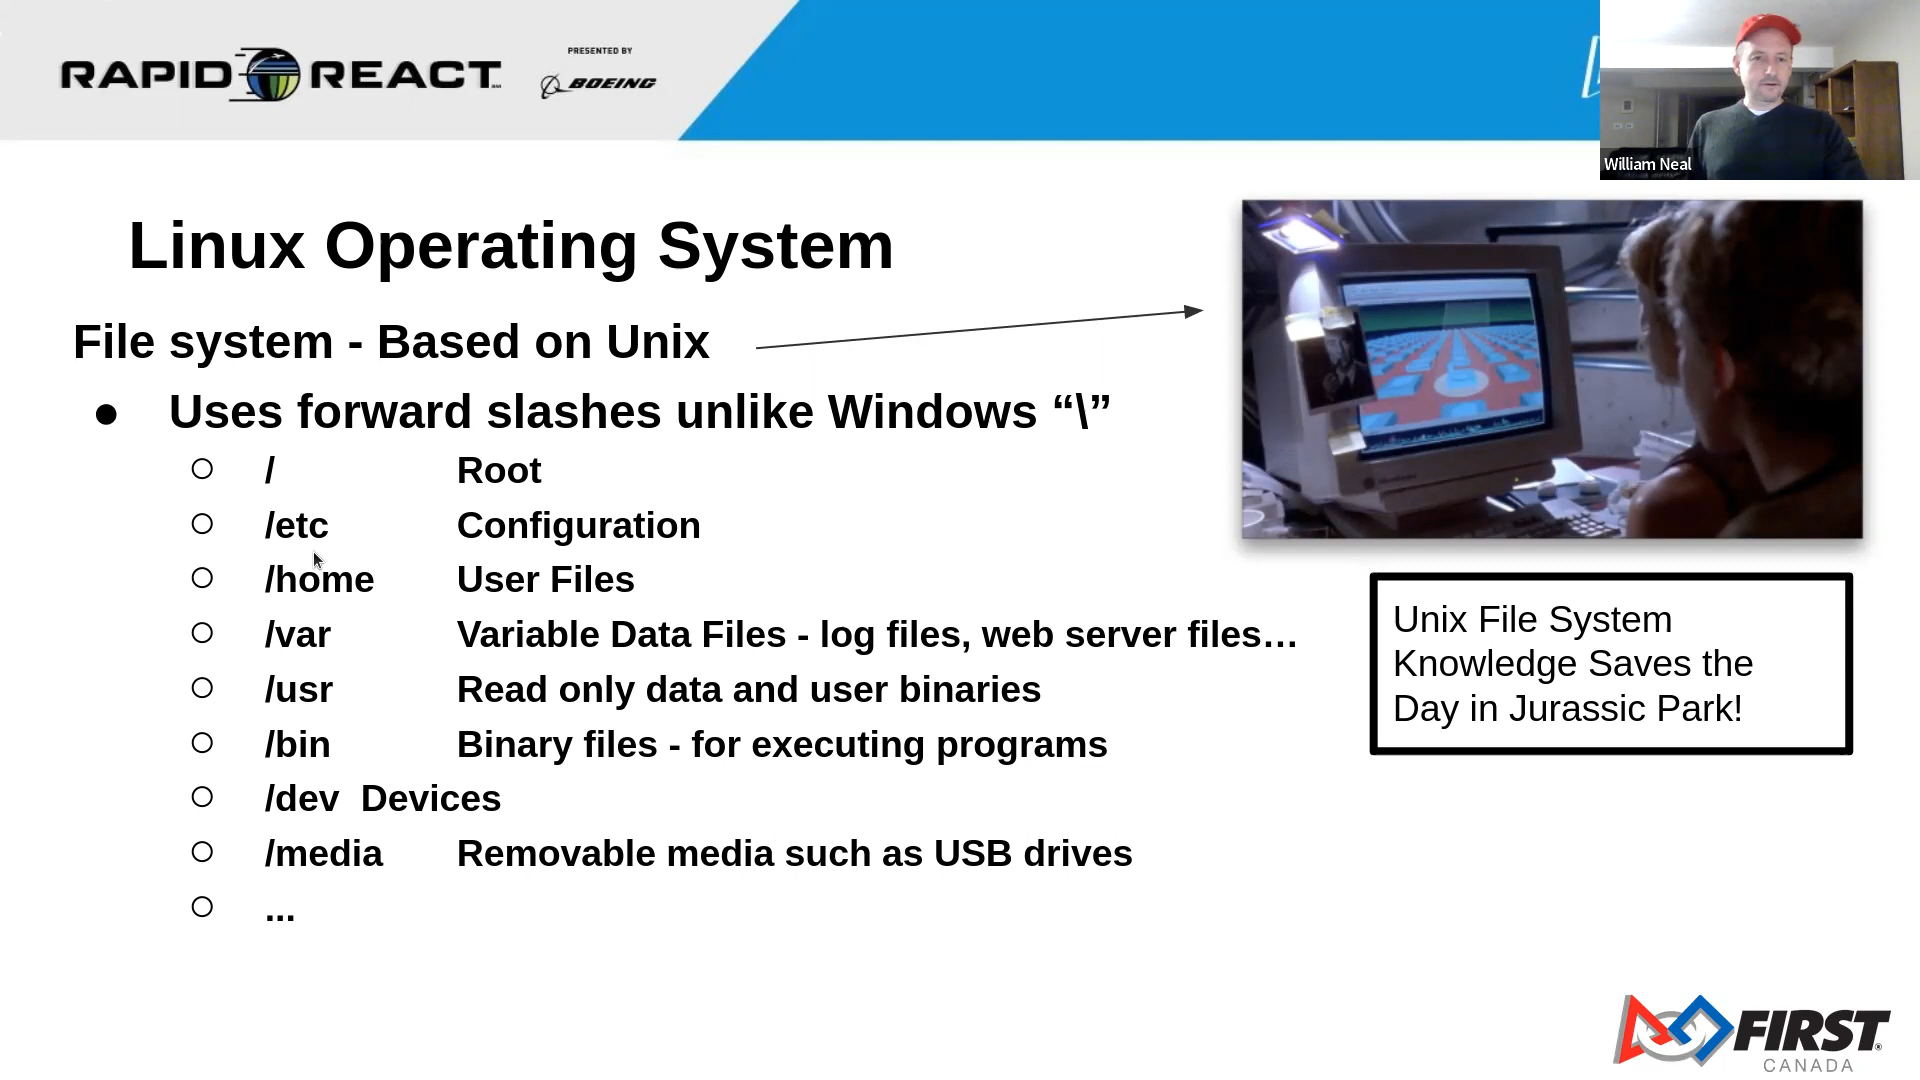 RAPID REACT
PRESENTED BY
BOEING
William Neal
Linux Operating System
File system - Based on Unix
● Uses forward slashes unlike Windows “\”
○ / Root
○ /etc Configuration
○ /home User Files
○ /var Variable Data Files - log files, web server files…
○ /usr Read only data and user binaries
○ /bin Binary files - for executing programs
○ /dev Devices
○ /media Removable media such as USB drives
○ ...
Unix File System
Knowledge Saves the
Day in Jurassic Park!
FIRST®
CANADA